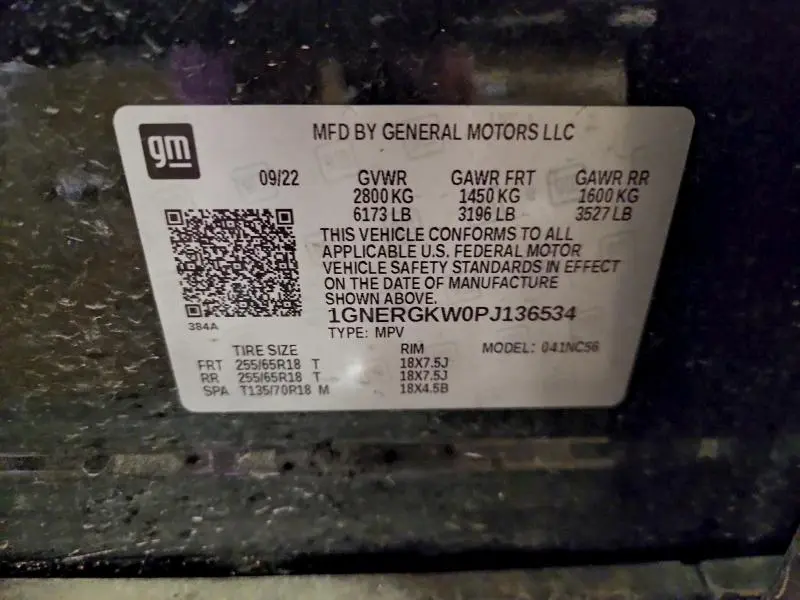 gm
MFD BY GENERAL MOTORS LLC
09/22 GVWR GAWR FRT GAWR RR
2800 KG 1450 KG 1600 KG
6173 LB 3196 LB 3527 LB
THIS VEHICLE CONFORMS TO ALL
APPLICABLE U.S. FEDERAL MOTOR
VEHICLE SAFETY STANDARDS IN EFFECT
ON THE DATE OF MANUFACTURE
SHOWN ABOVE.
1GNERGKW0PJ136534
384A
TYPE: MPV
TIRE SIZE RIM MODEL: 041NC56
FRT 255/65R18 T 18X7.5J
RR 255/65R18 T 18X7.5J
SPA T135/70R18 M 18X4.5B